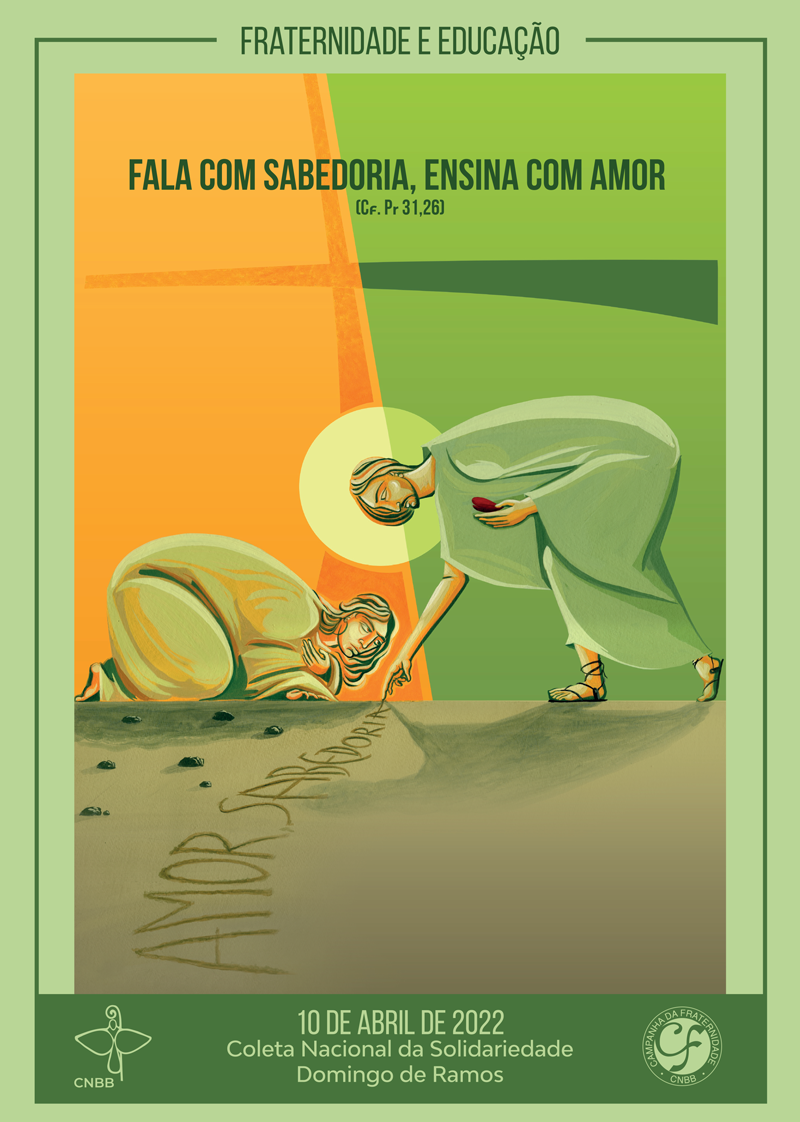 FRATERNIDADE E EDUCAÇÃO
FALA COM SABEDORIA, ENSINA COM AMOR
(Cf. Pr 31,26)
AMOR, SABEDORIA
10 DE ABRIL DE 2022
Coleta Nacional da Solidariedade
Domingo de Ramos
CNBB
CAMPANHA DA FRATERNIDADE
CF
CNBB